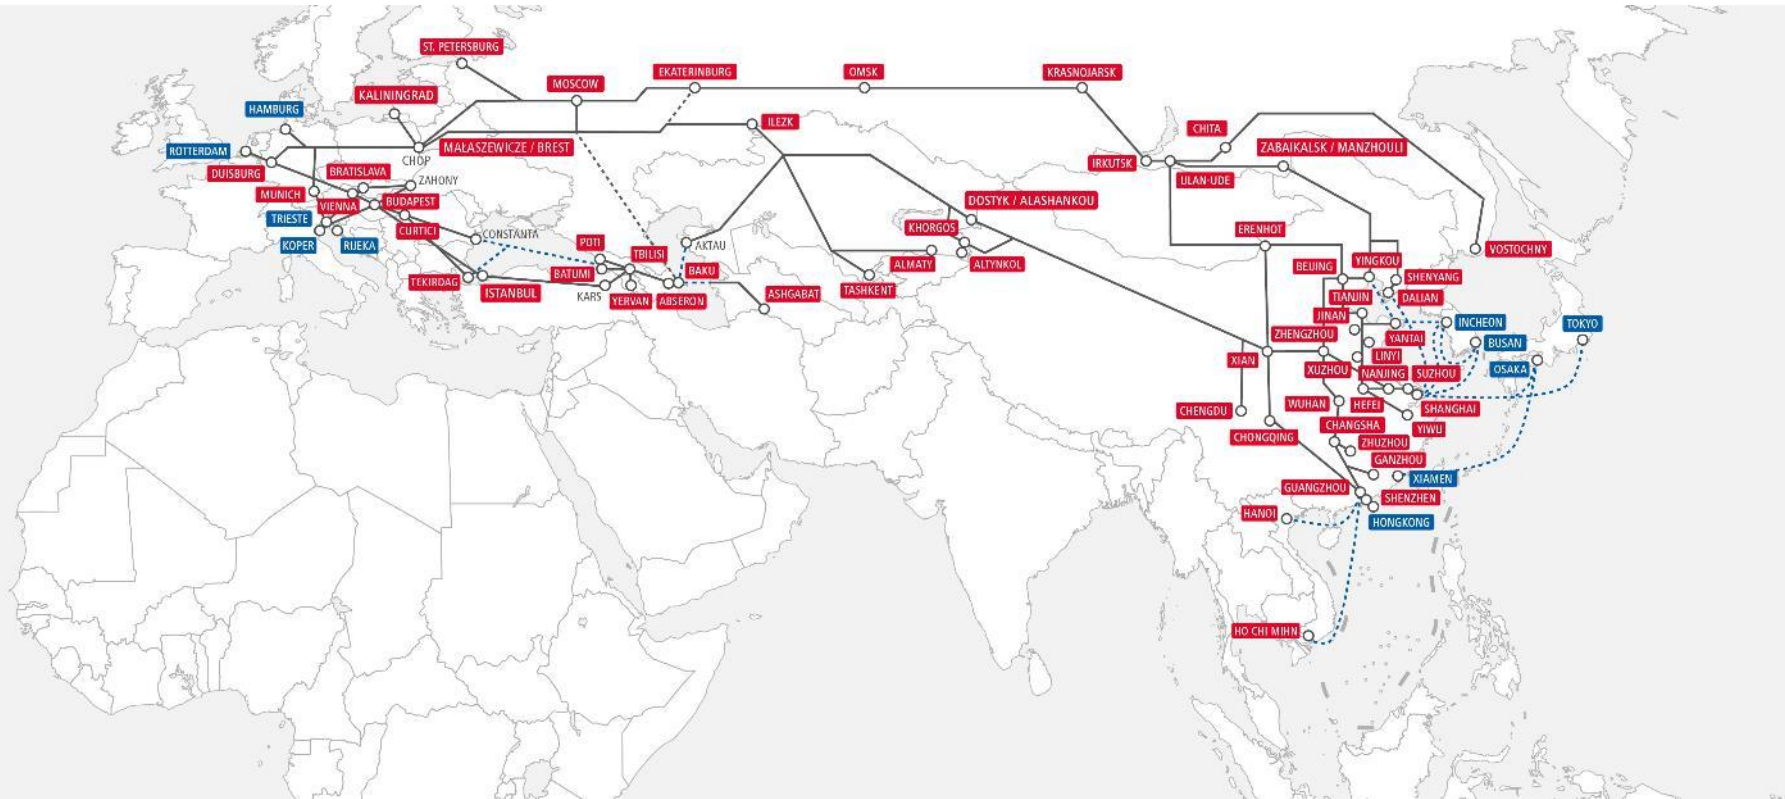 ST. PETERSBURG
MOSCOW
EKATERINBURG
OMSK
KRASNOJARSK
KALININGRAD
HAMBURG
ILEZK
CHITA
ROTTERDAM
CHOP
MAŁASZEWICZE / BREST
ZABAIKALSK / MANZHOULI
IRKUTSK
DUISBURG
BRATISLAVA
ZAHONY
ULAN-UDE
MUNICH
VIENNA
BUDAPEST
DOSTYK / ALASHANKOU
TRIESTE
CURTICI
CONSTANTA
KHORGOS
ERENHOT
KOPER
RIJEKA
POTI
TBILISI
AKTAU
VOSTOCHNY
ALMATY
ALTYNKOL
BEIJING
YINGKOU
BATUMI
BAKU
SHENYANG
TEKIRDAG
ISTANBUL
KARS
YERVAN
ABSERON
ASHGABAT
TASHKENT
TIANJIN
DALIAN
JINAN
INCHEON
TOKYO
ZHENGZHOU
YANTAI
BUSAN
XIAN
LINYI
XUZHOU
NANJING
SUZHOU
OSAKA
CHENGDU
WUHAN
HEFEI
SHANGHAI
CHONGQING
CHANGSHA
YIWU
ZHUZHOU
GANZHOU
XIAMEN
GUANGZHOU
SHENZHEN
HANOI
HONGKONG
HO CHI MIHN